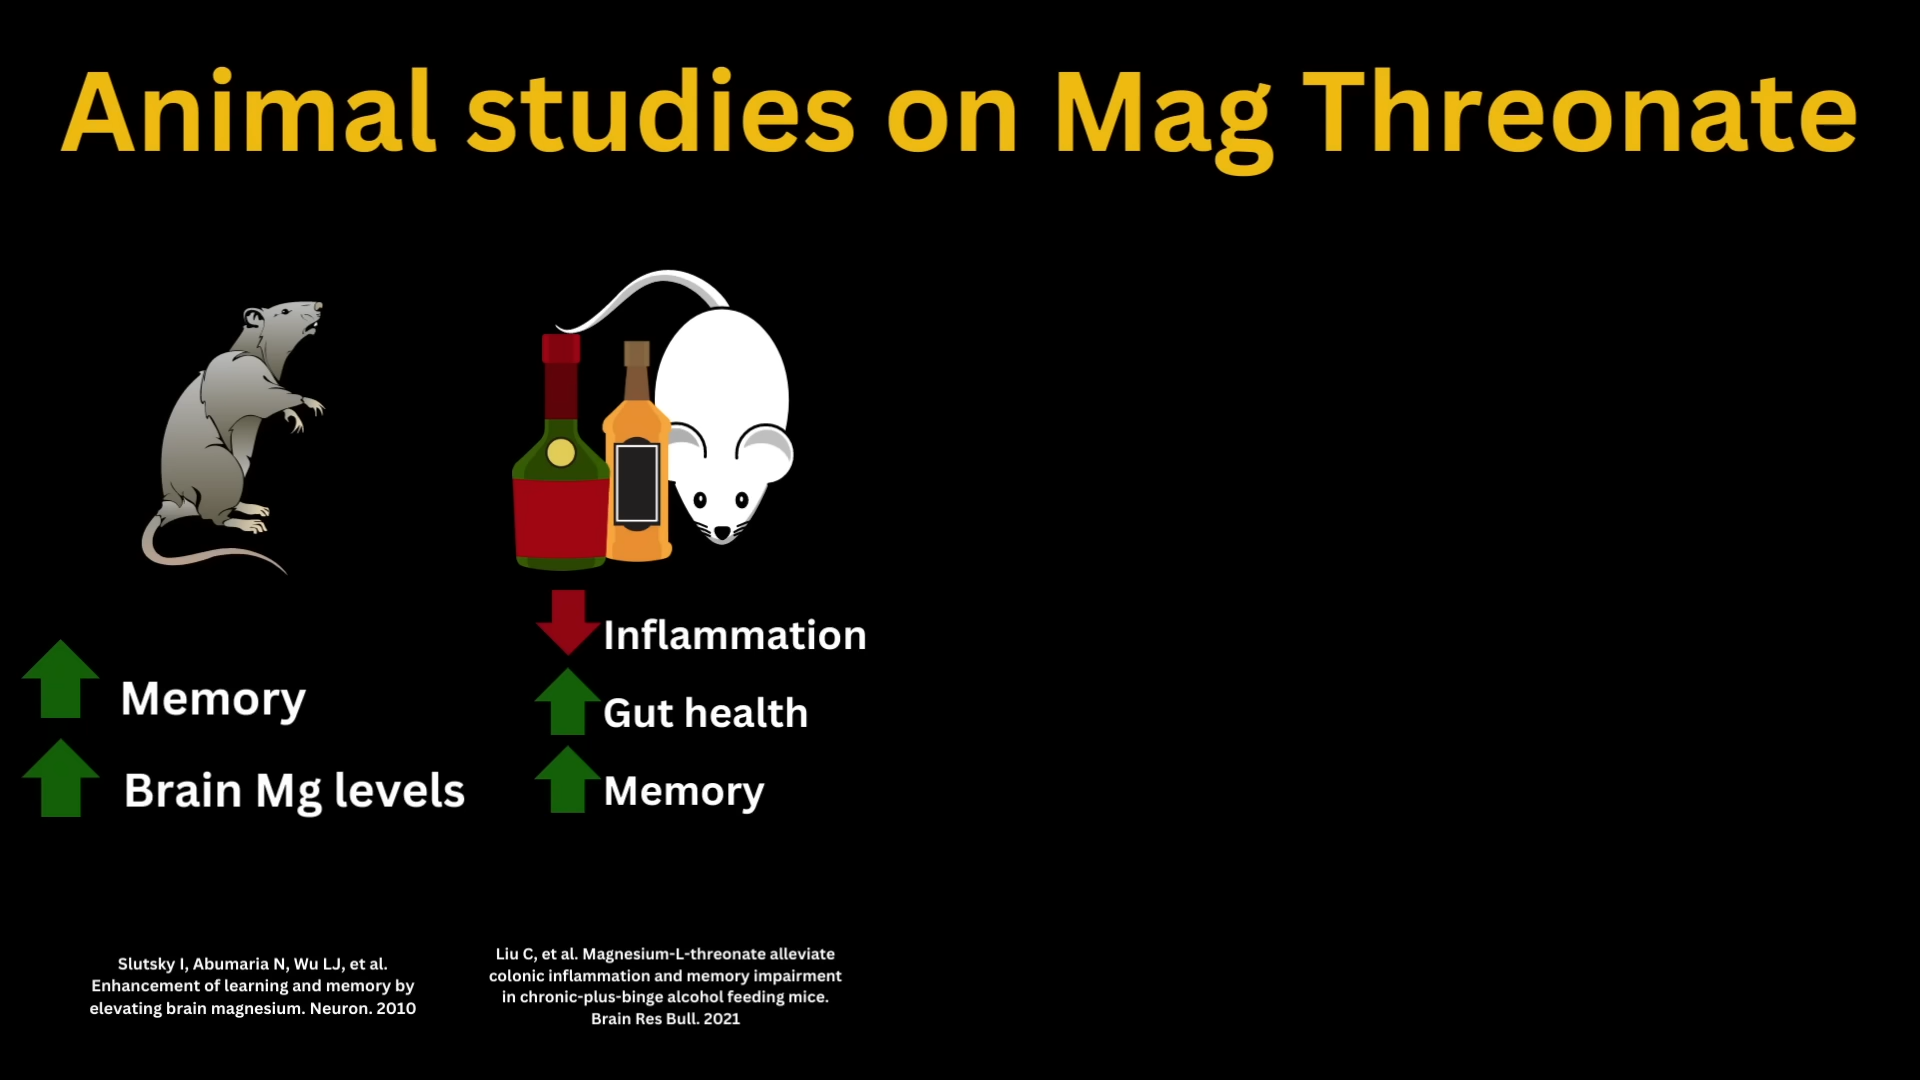 Animal studies on Mag Threonate
Memory
Brain Mg levels
Inflammation
Gut health
Memory
Slutsky I, Abumaria N, Wu LJ, et al.
Enhancement of learning and memory by
elevating brain magnesium. Neuron. 2010
Liu C, et al. Magnesium-L-threonate alleviate
colonic inflammation and memory impairment
in chronic-plus-binge alcohol feeding mice.
Brain Res Bull. 2021